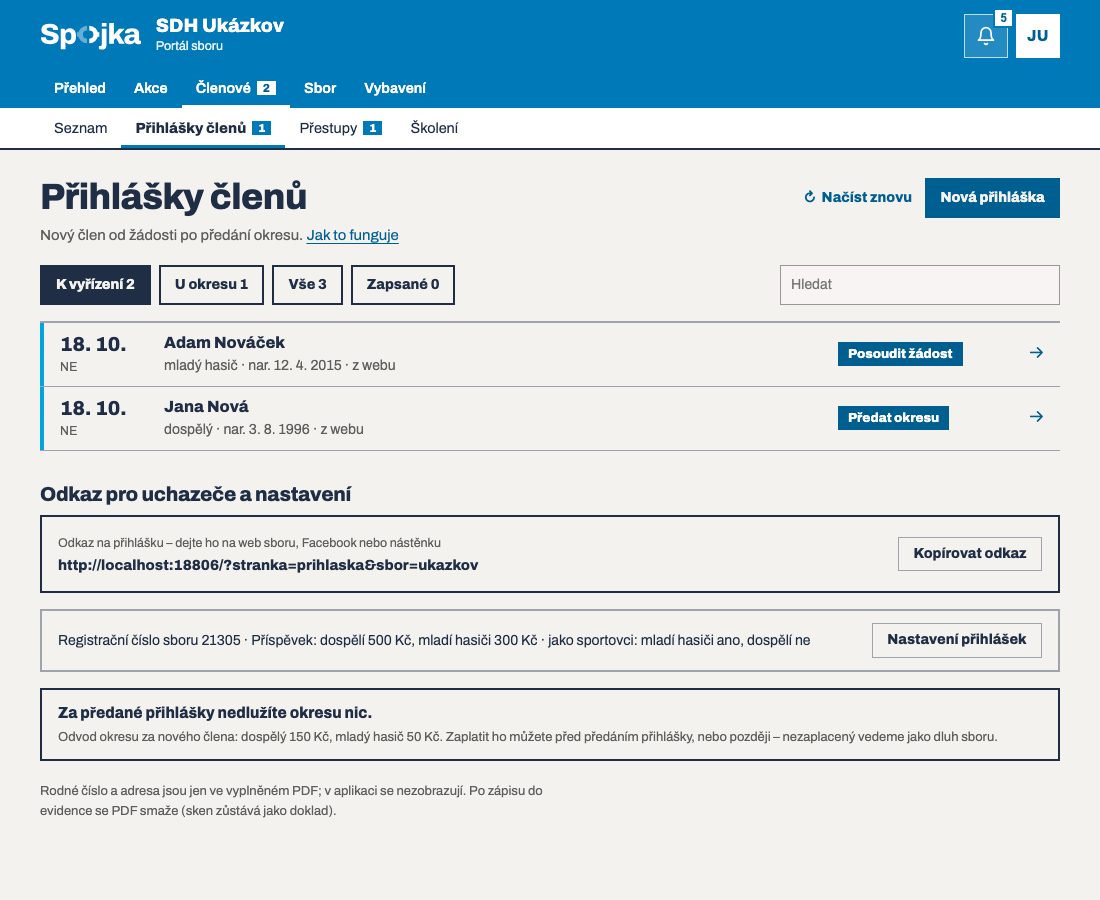 Spojka
SDH Ukázkov
Portál sboru
5
JU
Přehled Akce Členové 2 Sbor Vybavení
Seznam Přihlášky členů 1 Přestupy 1 Školení
Přihlášky členů
↻ Načíst znovu Nová přihláška
Nový člen od žádosti po předání okresu. Jak to funguje
K vyřízení 2 U okresu 1 Vše 3 Zapsané 0 Hledat
18. 10. Adam Nováček
NE mladý hasič · nar. 12. 4. 2015 · z webu
Posoudit žádost →
18. 10. Jana Nová
NE dospělý · nar. 3. 8. 1996 · z webu
Předat okresu →
Odkaz pro uchazeče a nastavení
Odkaz na přihlášku – dejte ho na web sboru, Facebook nebo nástěnku
http://localhost:18806/?stranka=prihlaska&sbor=ukazkov
Kopírovat odkaz
Registrační číslo sboru 21305 · Příspěvek: dospělí 500 Kč, mladí hasiči 300 Kč · jako sportovci: mladí hasiči ano, dospělí ne
Nastavení přihlášek
Za předané přihlášky nedlužíte okresu nic.
Odvod okresu za nového člena: dospělý 150 Kč, mladý hasič 50 Kč. Zaplatit ho můžete před předáním přihlášky, nebo později – nezaplacený vedeme jako dluh sboru.
Rodné číslo a adresa jsou jen ve vyplněném PDF; v aplikaci se nezobrazují. Po zápisu do
evidence se PDF smaže (sken zůstává jako doklad).